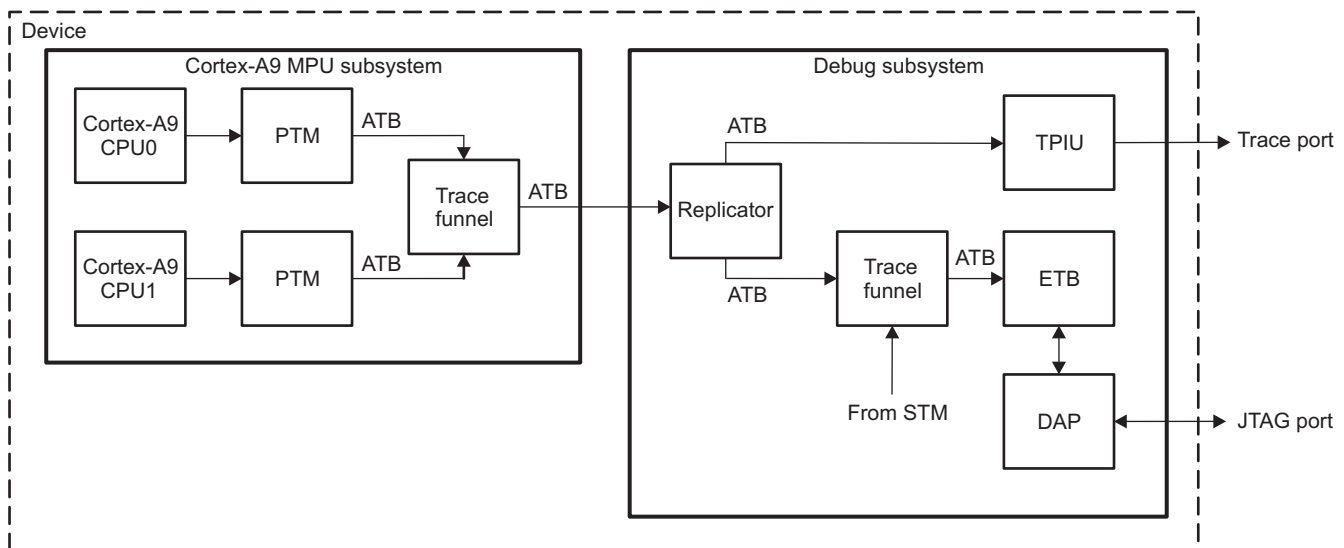 Device
Cortex-A9 MPU subsystem
Cortex-A9
CPU0
PTM
ATB
Cortex-A9
CPU1
PTM
ATB
Trace
funnel
ATB
Debug subsystem
Replicator
ATB
TPIU
Trace port
ATB
Trace
funnel
ATB
ETB
From STM
DAP
JTAG port